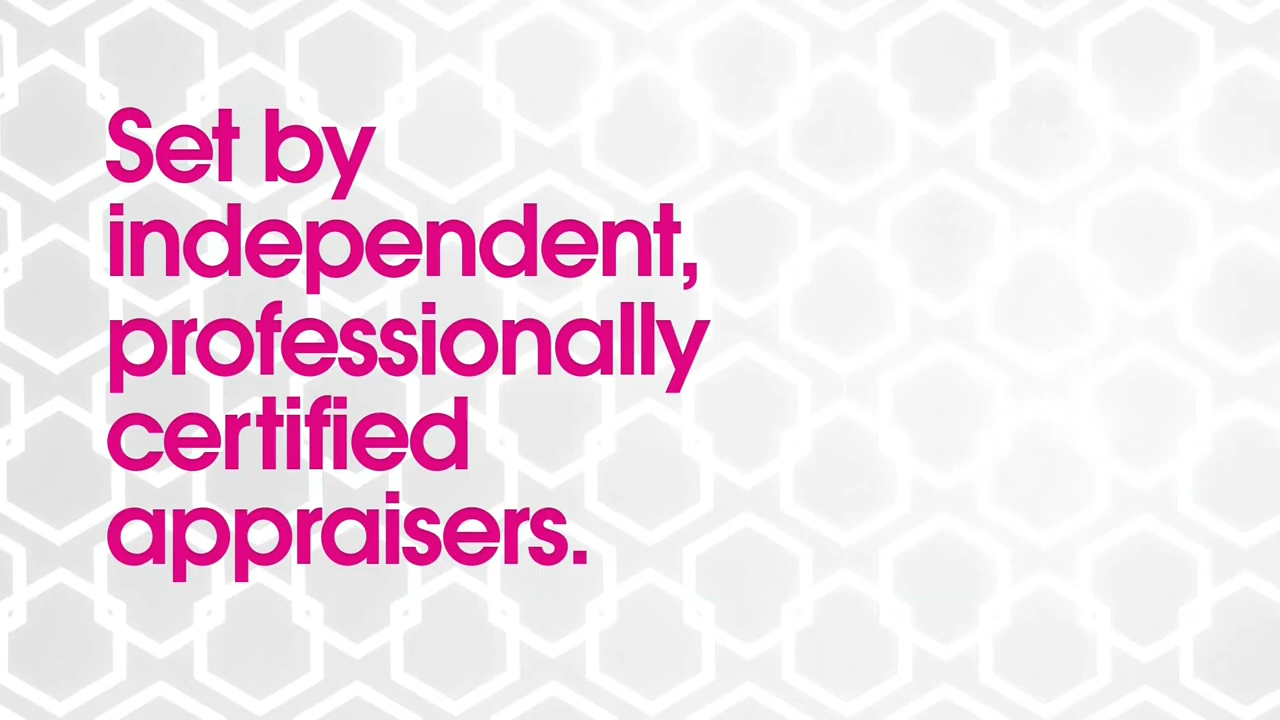 Set by
independent,
professionally
certified
appraisers.